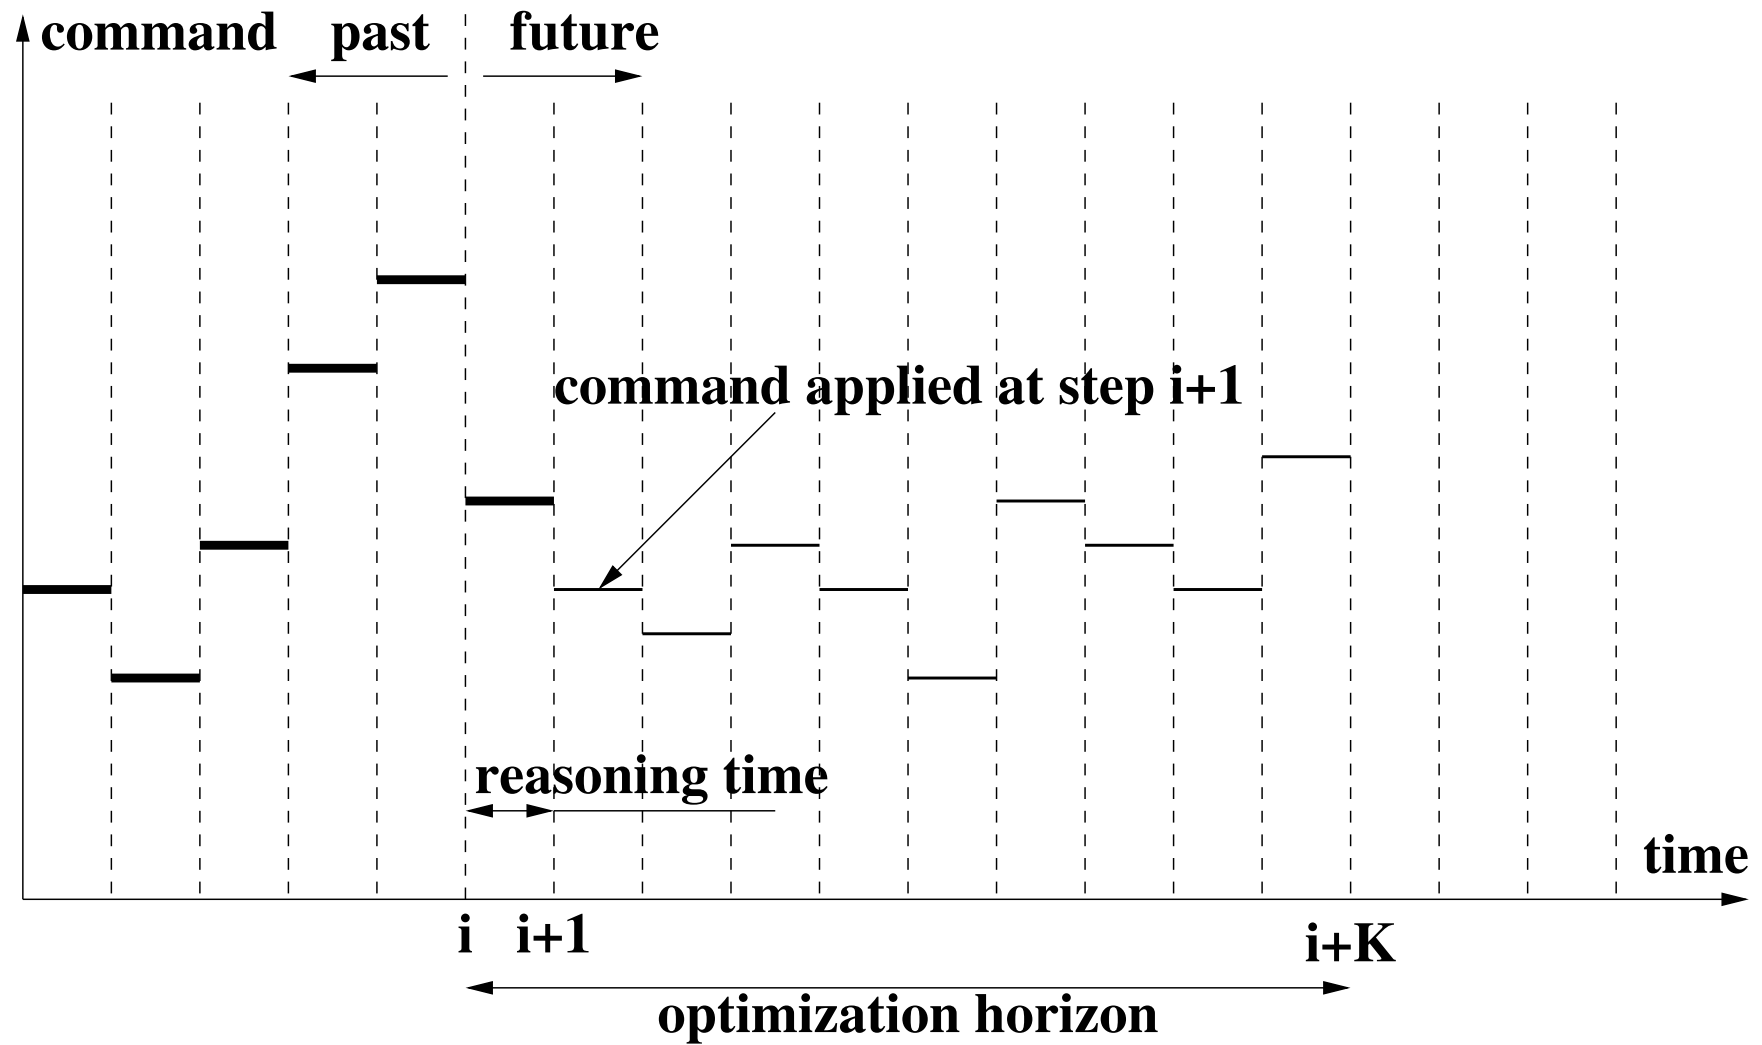 command past future
command applied at step i+1
reasoning time
time
i i+1 i+K
optimization horizon